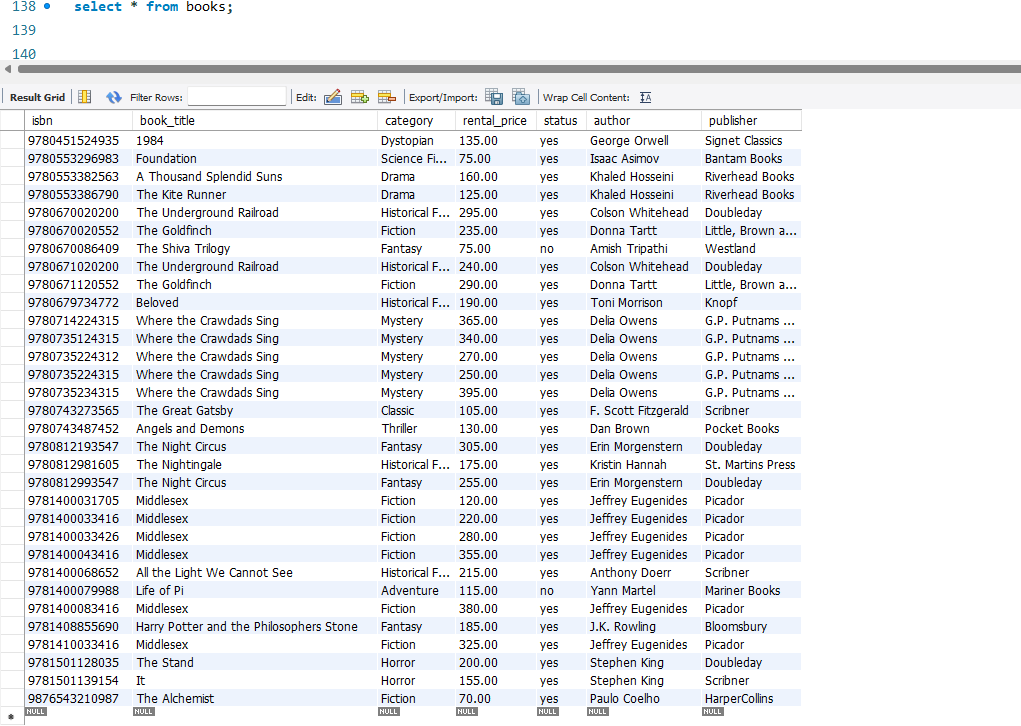 138 select * from books;
139
140
Result Grid Filter Rows: Edit: Export/Import: Wrap Cell Content: IA
isbn book_title category rental_price status author publisher
9780451524935 1984 Dystopian 135.00 yes George Orwell Signet Classics
9780553296983 Foundation Science Fi... 75.00 yes Isaac Asimov Bantam Books
9780553382563 A Thousand Splendid Suns Drama 160.00 yes Khaled Hosseini Riverhead Books
9780553386790 The Kite Runner Drama 125.00 yes Khaled Hosseini Riverhead Books
9780670020200 The Underground Railroad Historical F... 295.00 yes Colson Whitehead Doubleday
9780670020552 The Goldfinch Fiction 235.00 yes Donna Tartt Little, Brown a...
9780670086409 The Shiva Trilogy Fantasy 75.00 no Amish Tripathi Westland
9780671020200 The Underground Railroad Historical F... 240.00 yes Colson Whitehead Doubleday
9780671120552 The Goldfinch Fiction 290.00 yes Donna Tartt Little, Brown a...
9780679734772 Beloved Historical F... 190.00 yes Toni Morrison Knopf
9780714224315 Where the Crawdads Sing Mystery 365.00 yes Delia Owens G.P. Putnams ...
9780735124315 Where the Crawdads Sing Mystery 340.00 yes Delia Owens G.P. Putnams ...
9780735224312 Where the Crawdads Sing Mystery 270.00 yes Delia Owens G.P. Putnams ...
9780735224315 Where the Crawdads Sing Mystery 250.00 yes Delia Owens G.P. Putnams ...
9780735234315 Where the Crawdads Sing Mystery 395.00 yes Delia Owens G.P. Putnams ...
9780743273565 The Great Gatsby Classic 105.00 yes F. Scott Fitzgerald Scribner
9780743487452 Angels and Demons Thriller 130.00 yes Dan Brown Pocket Books
9780812193547 The Night Circus Fantasy 305.00 yes Erin Morgenstern Doubleday
9780812981605 The Nightingale Historical F... 175.00 yes Kristin Hannah St. Martins Press
9780812993547 The Night Circus Fantasy 255.00 yes Erin Morgenstern Doubleday
9781400031705 Middlesex Fiction 120.00 yes Jeffrey Eugenides Picador
9781400033416 Middlesex Fiction 220.00 yes Jeffrey Eugenides Picador
9781400033426 Middlesex Fiction 280.00 yes Jeffrey Eugenides Picador
9781400043416 Middlesex Fiction 355.00 yes Jeffrey Eugenides Picador
9781400068652 All the Light We Cannot See Historical F... 215.00 yes Anthony Doerr Scribner
9781400079988 Life of Pi Adventure 115.00 no Yann Martel Mariner Books
9781400083416 Middlesex Fiction 380.00 yes Jeffrey Eugenides Picador
9781408855690 Harry Potter and the Philosophers Stone Fantasy 185.00 yes J.K. Rowling Bloomsbury
9781410033416 Middlesex Fiction 325.00 yes Jeffrey Eugenides Picador
9781501128035 The Stand Horror 200.00 yes Stephen King Doubleday
9781501139154 It Horror 155.00 yes Stephen King Scribner
9876543210987 The Alchemist Fiction 70.00 yes Paulo Coelho HarperCollins
NULL NULL NULL NULL NULL NULL NULL